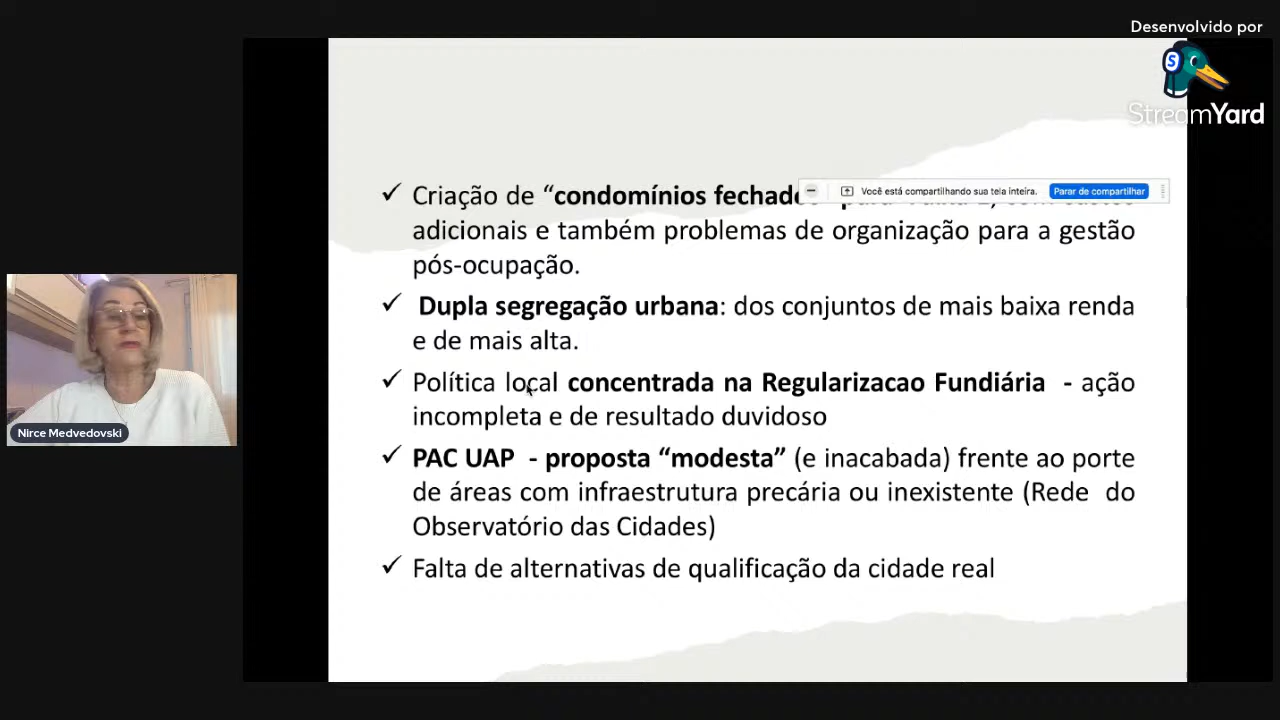 Desenvolvido por
StreamYard
✓ Criação de “condomínios fechado
Você está compartilhando sua tela inteira.
Parar de compartilhar
adicionais e também problemas de organização para a gestão
pós-ocupação.
✓ Dupla segregação urbana: dos conjuntos de mais baixa renda
e de mais alta.
✓ Política local concentrada na Regularizacao Fundiária - ação
incompleta e de resultado duvidoso
✓ PAC UAP - proposta “modesta” (e inacabada) frente ao porte
de áreas com infraestrutura precária ou inexistente (Rede do
Observatório das Cidades)
✓ Falta de alternativas de qualificação da cidade real
Nirce Medvedovski